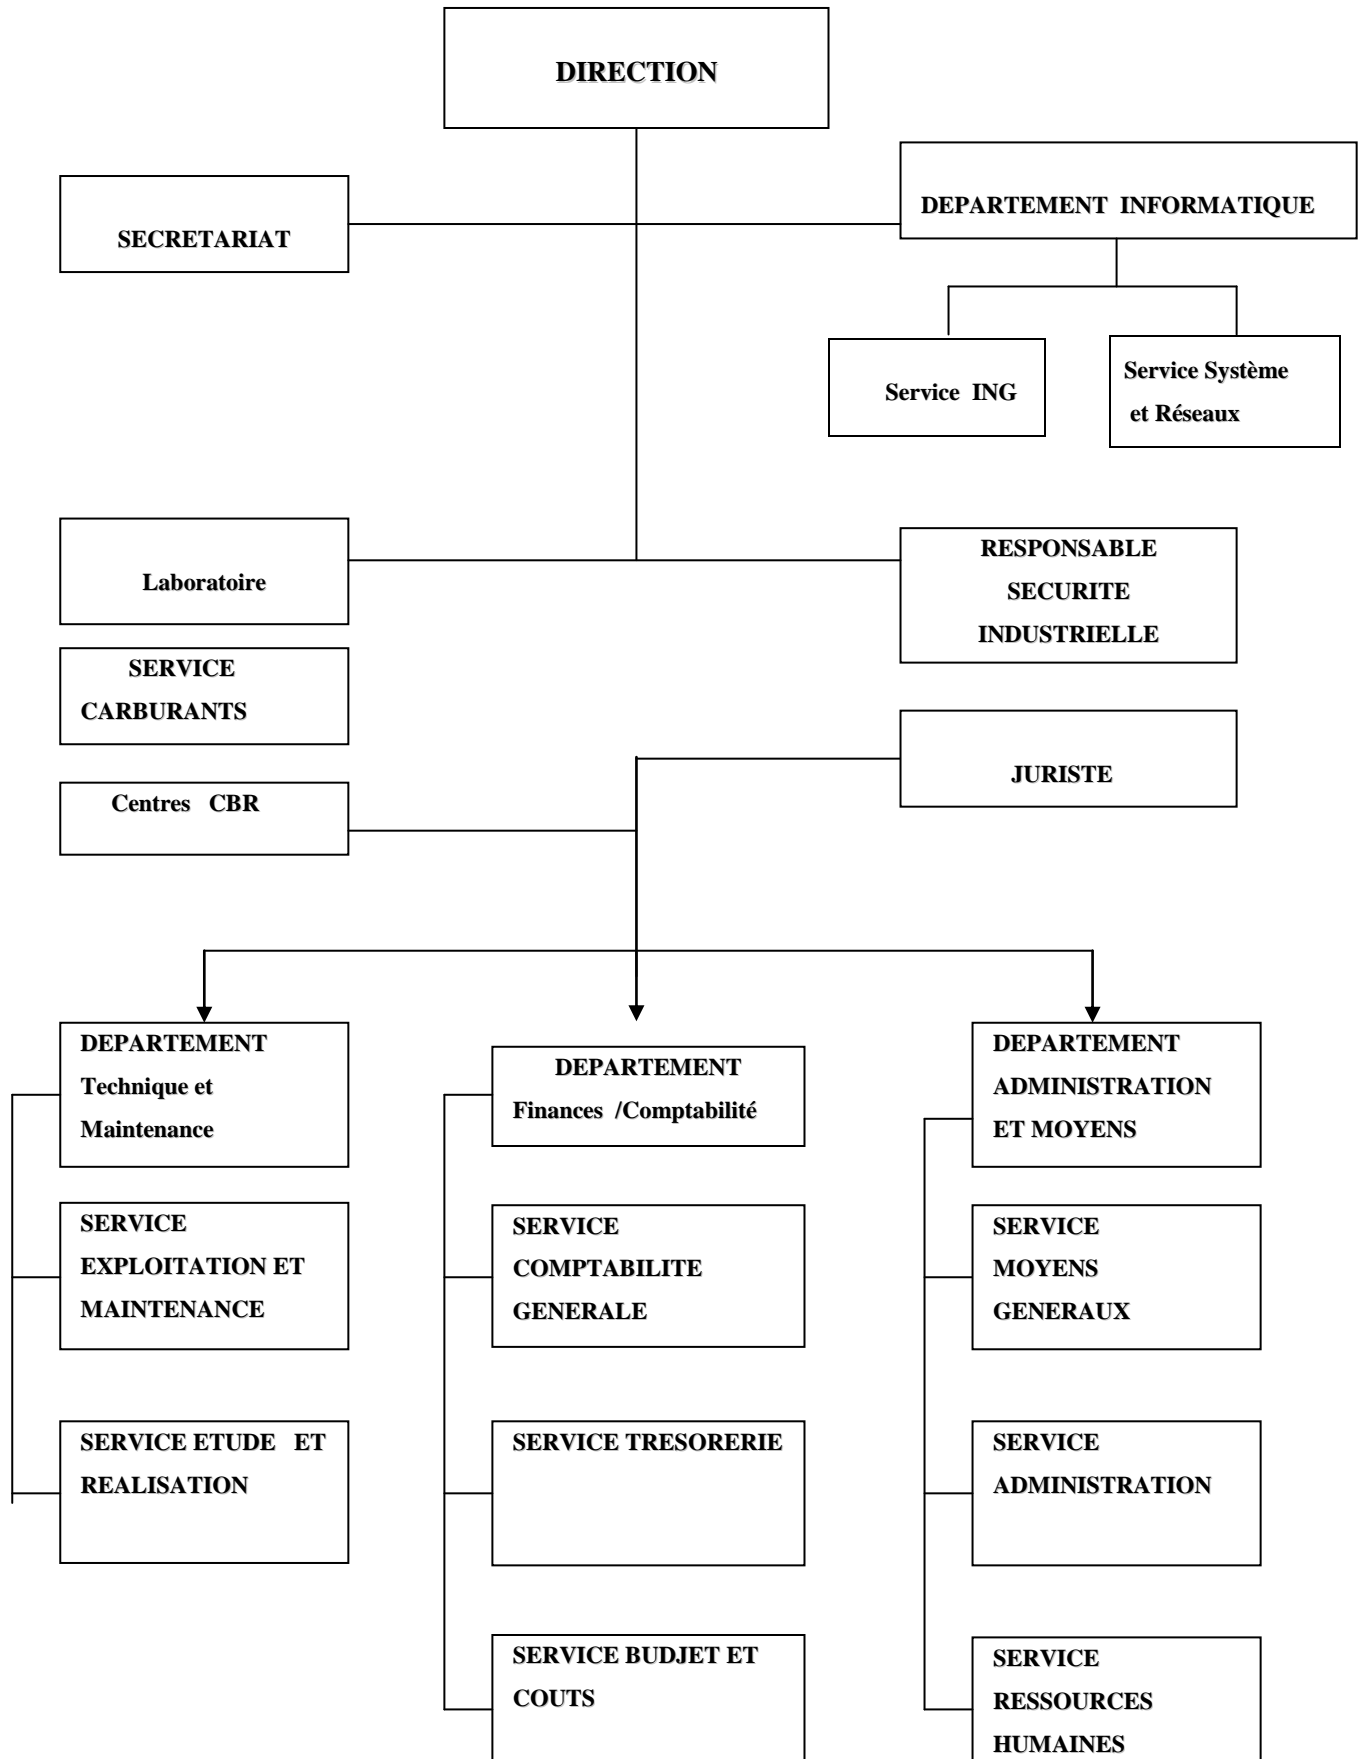 DIRECTION
DEPARTEMENT INFORMATIQUE
SECRETARIAT
Service ING
Service Système
et Réseaux
Laboratoire
RESPONSABLE
SECURITE
INDUSTRIELLE
SERVICE
CARBURANTS
JURISTE
Centres CBR
DEPARTEMENT
Technique et
Maintenance
DEPARTEMENT
Finances /Comptabilité
DEPARTEMENT
ADMINISTRATION
ET MOYENS
SERVICE
EXPLOITATION ET
MAINTENANCE
SERVICE
COMPTABILITE
GENERALE
SERVICE
MOYENS
GENERAUX
SERVICE ETUDE ET
REALISATION
SERVICE TRESORERIE
SERVICE
ADMINISTRATION
SERVICE BUDJET ET
COUTS
SERVICE
RESSOURCES
HUMAINES